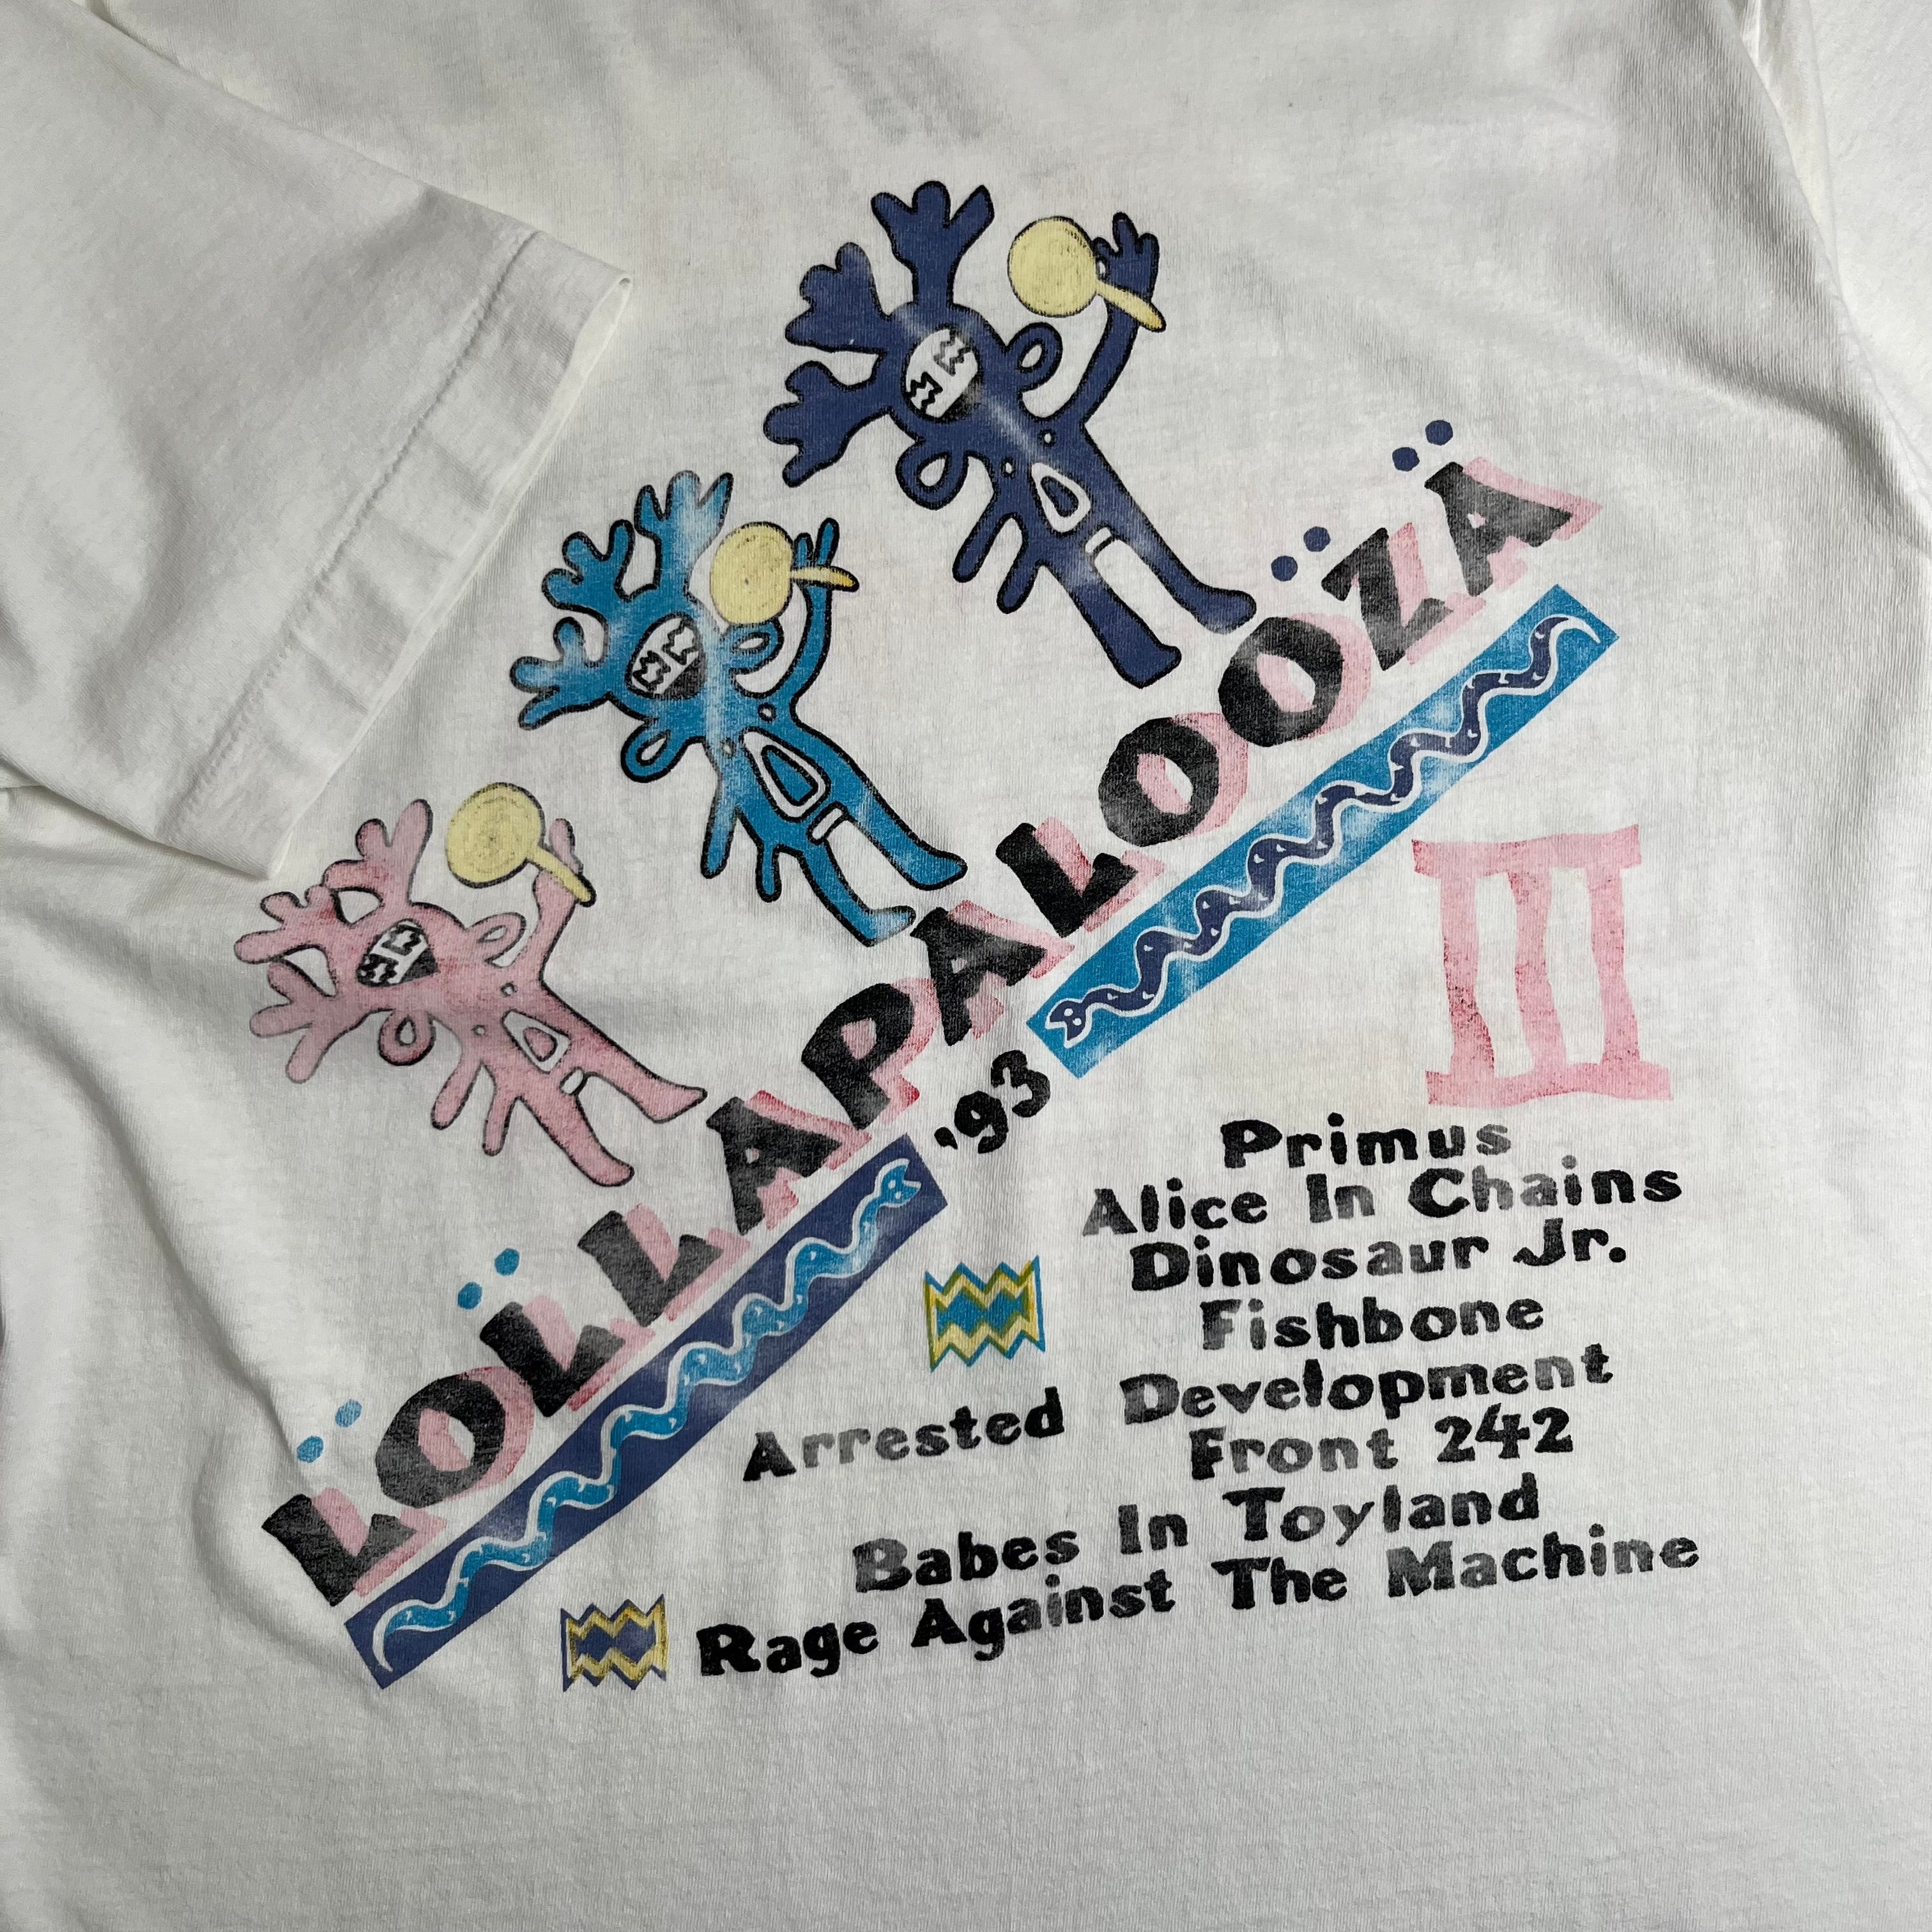 LÖLLAPALOOZÄ
'93
III
Primus
Alice In Chains
Dinosaur Jr.
Fishbone
Arrested Development
Front 242
Babes In Toyland
Rage Against The Machine